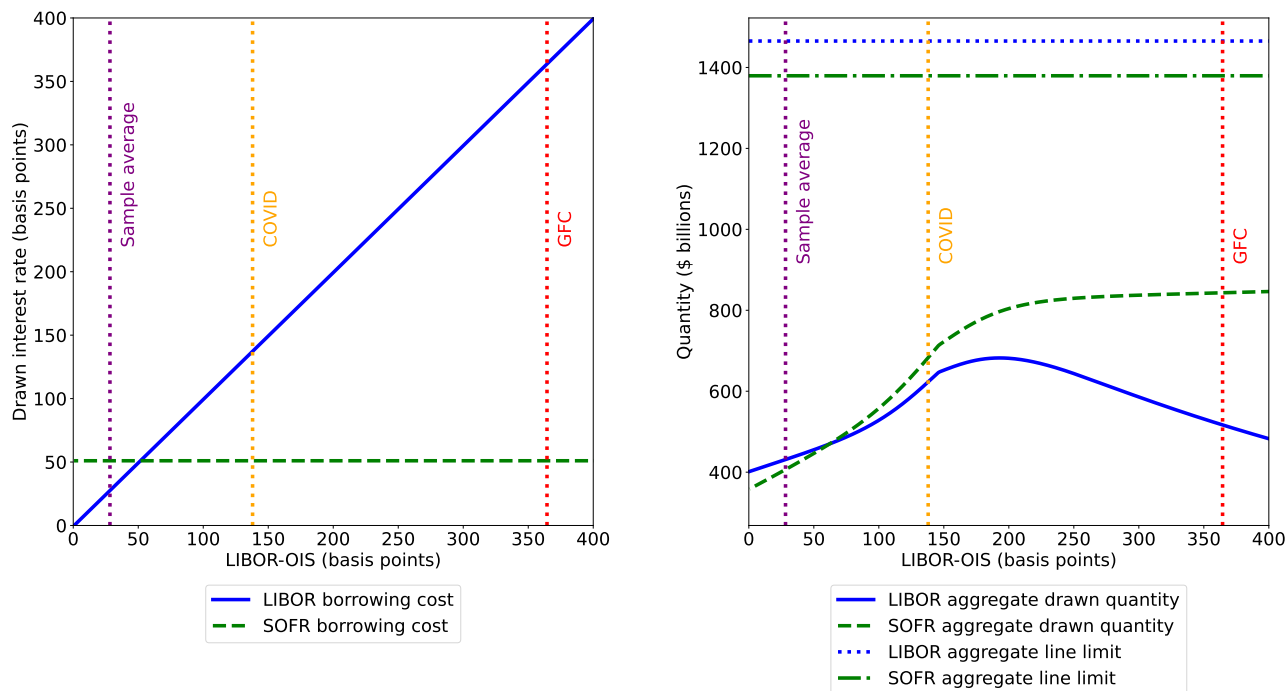 400
350
300
250
200
150
100
50
0
Drawn interest rate (basis points)
Sample average
COVID
GFC
0 50 100 150 200 250 300 350 400
LIBOR-OIS (basis points)
LIBOR borrowing cost
SOFR borrowing cost
1400
1200
1000
800
600
400
Quantity ($ billions)
Sample average
COVID
GFC
0 50 100 150 200 250 300 350 400
LIBOR-OIS (basis points)
LIBOR aggregate drawn quantity
SOFR aggregate drawn quantity
LIBOR aggregate line limit
SOFR aggregate line limit